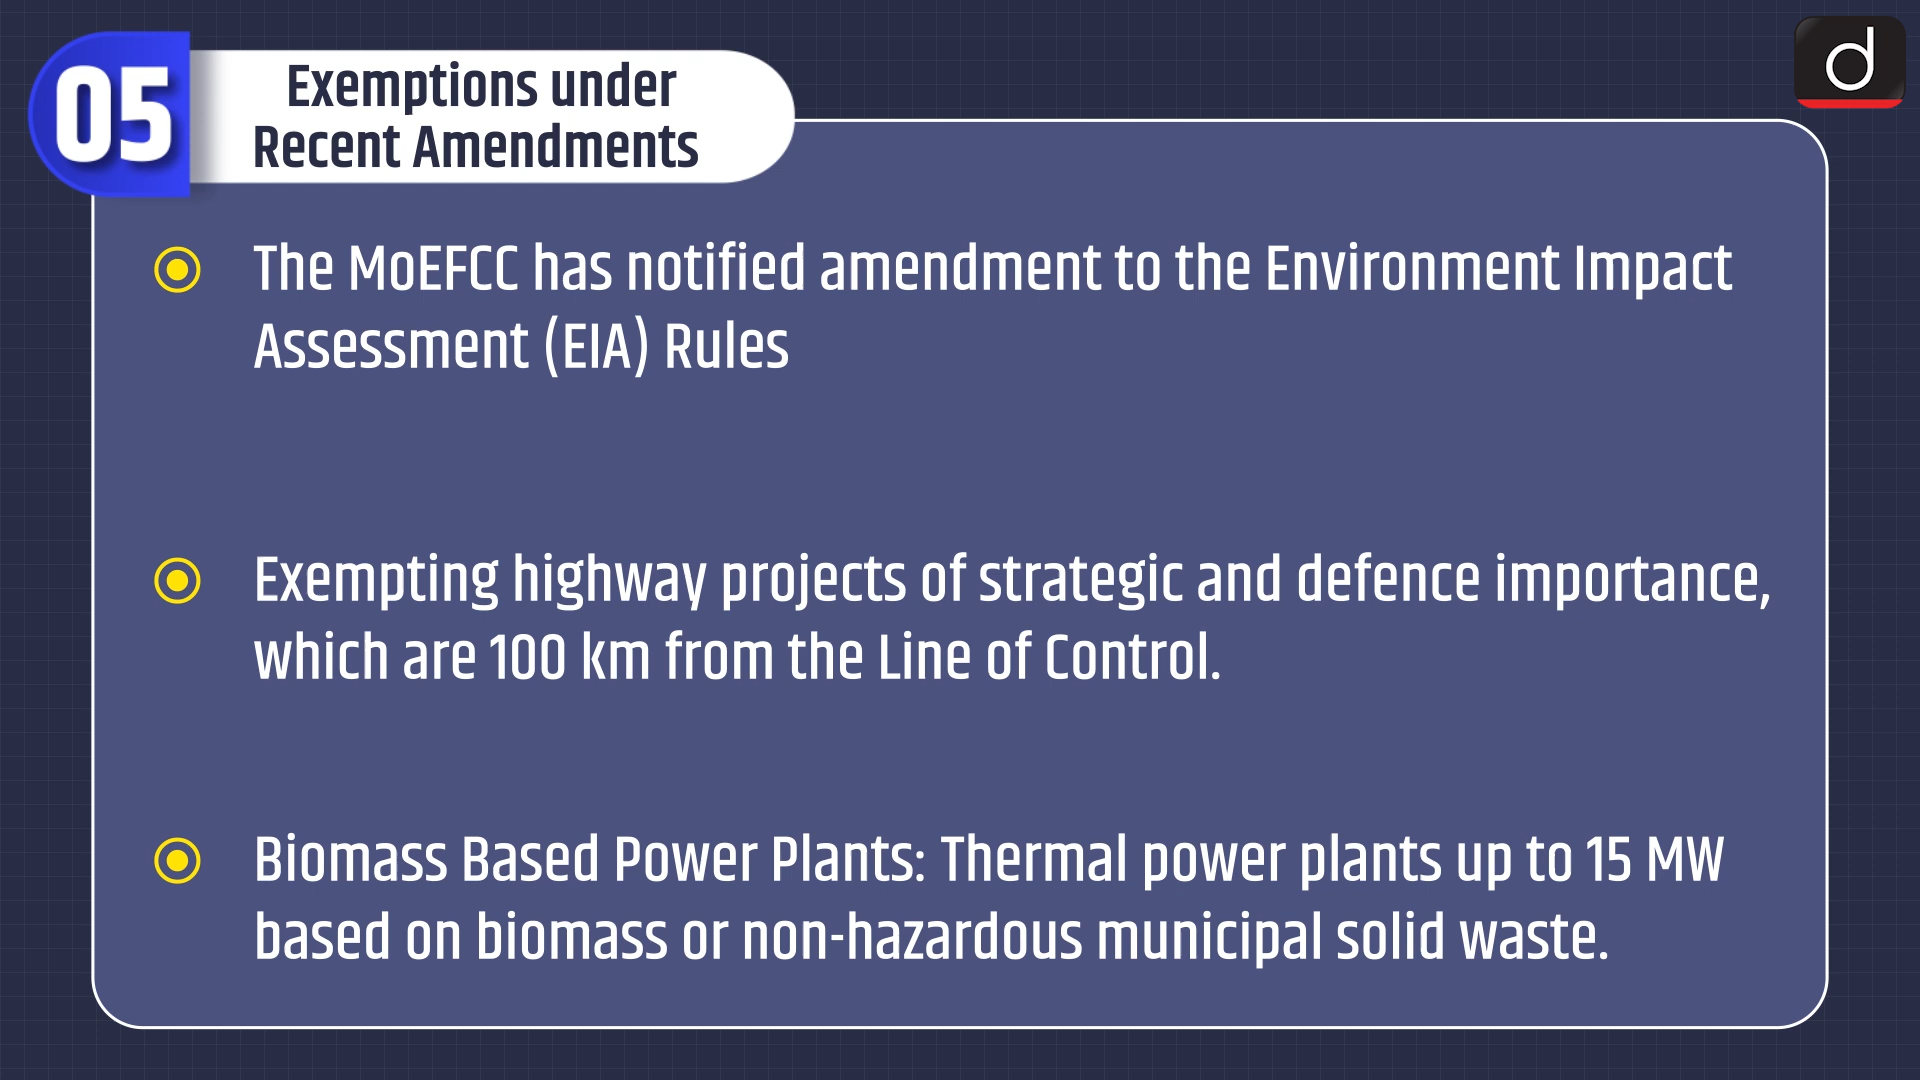 05
Exemptions under
Recent Amendments
d
The MoEFCC has notified amendment to the Environment Impact
Assessment (EIA) Rules
Exempting highway projects of strategic and defence importance,
which are 100 km from the Line of Control.
Biomass Based Power Plants: Thermal power plants up to 15 MW
based on biomass or non-hazardous municipal solid waste.